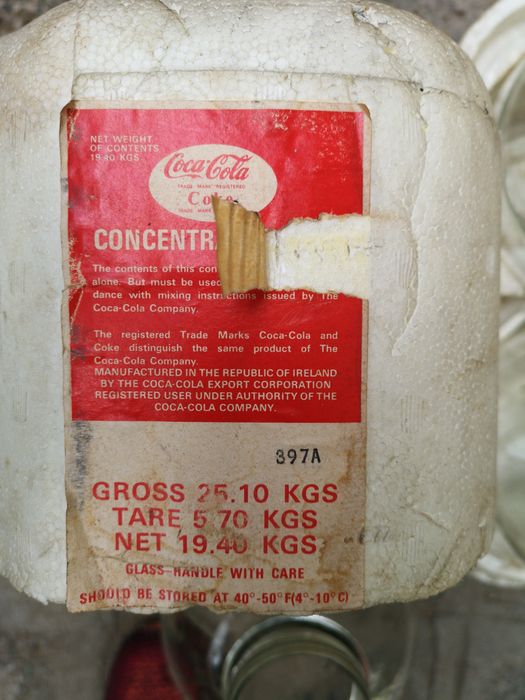 NET WEIGHT
OF CONTENTS
19.40 KGS
Coca-Cola
TRADE MARK REGISTERED
Coke
TRADE MARK
CONCENTRA
The contents of this con
alone. But must be used
dance with mixing instructions issued by The
Coca-Cola Company.
The registered Trade Marks Coca-Cola and
Coke distinguish the same product of The
Coca-Cola Company.
MANUFACTURED IN THE REPUBLIC OF IRELAND
BY THE COCA-COLA EXPORT CORPORATION
REGISTERED USER UNDER AUTHORITY OF THE
COCA-COLA COMPANY.
397A
GROSS 25.10 KGS
TARE 5.70 KGS
NET 19.40 KGS
GLASS-HANDLE WITH CARE
SHOULD BE STORED AT 40°-50°F(4°-10°C)